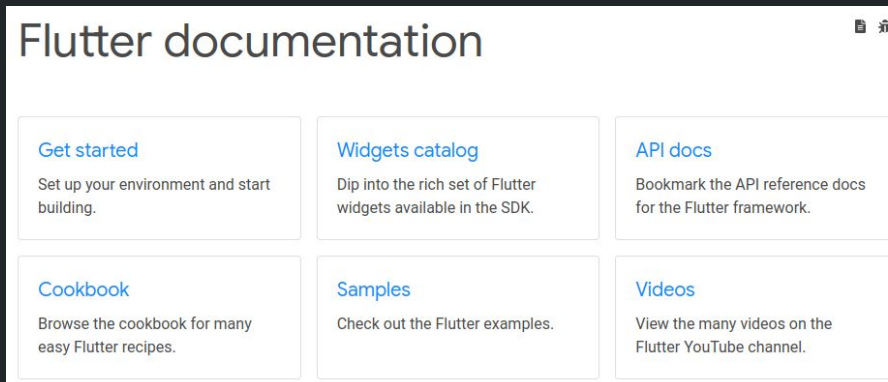 Flutter documentation
Get started
Set up your environment and start
building.
Widgets catalog
Dip into the rich set of Flutter
widgets available in the SDK.
API docs
Bookmark the API reference docs
for the Flutter framework.
Cookbook
Browse the cookbook for many
easy Flutter recipes.
Samples
Check out the Flutter examples.
Videos
View the many videos on the
Flutter YouTube channel.